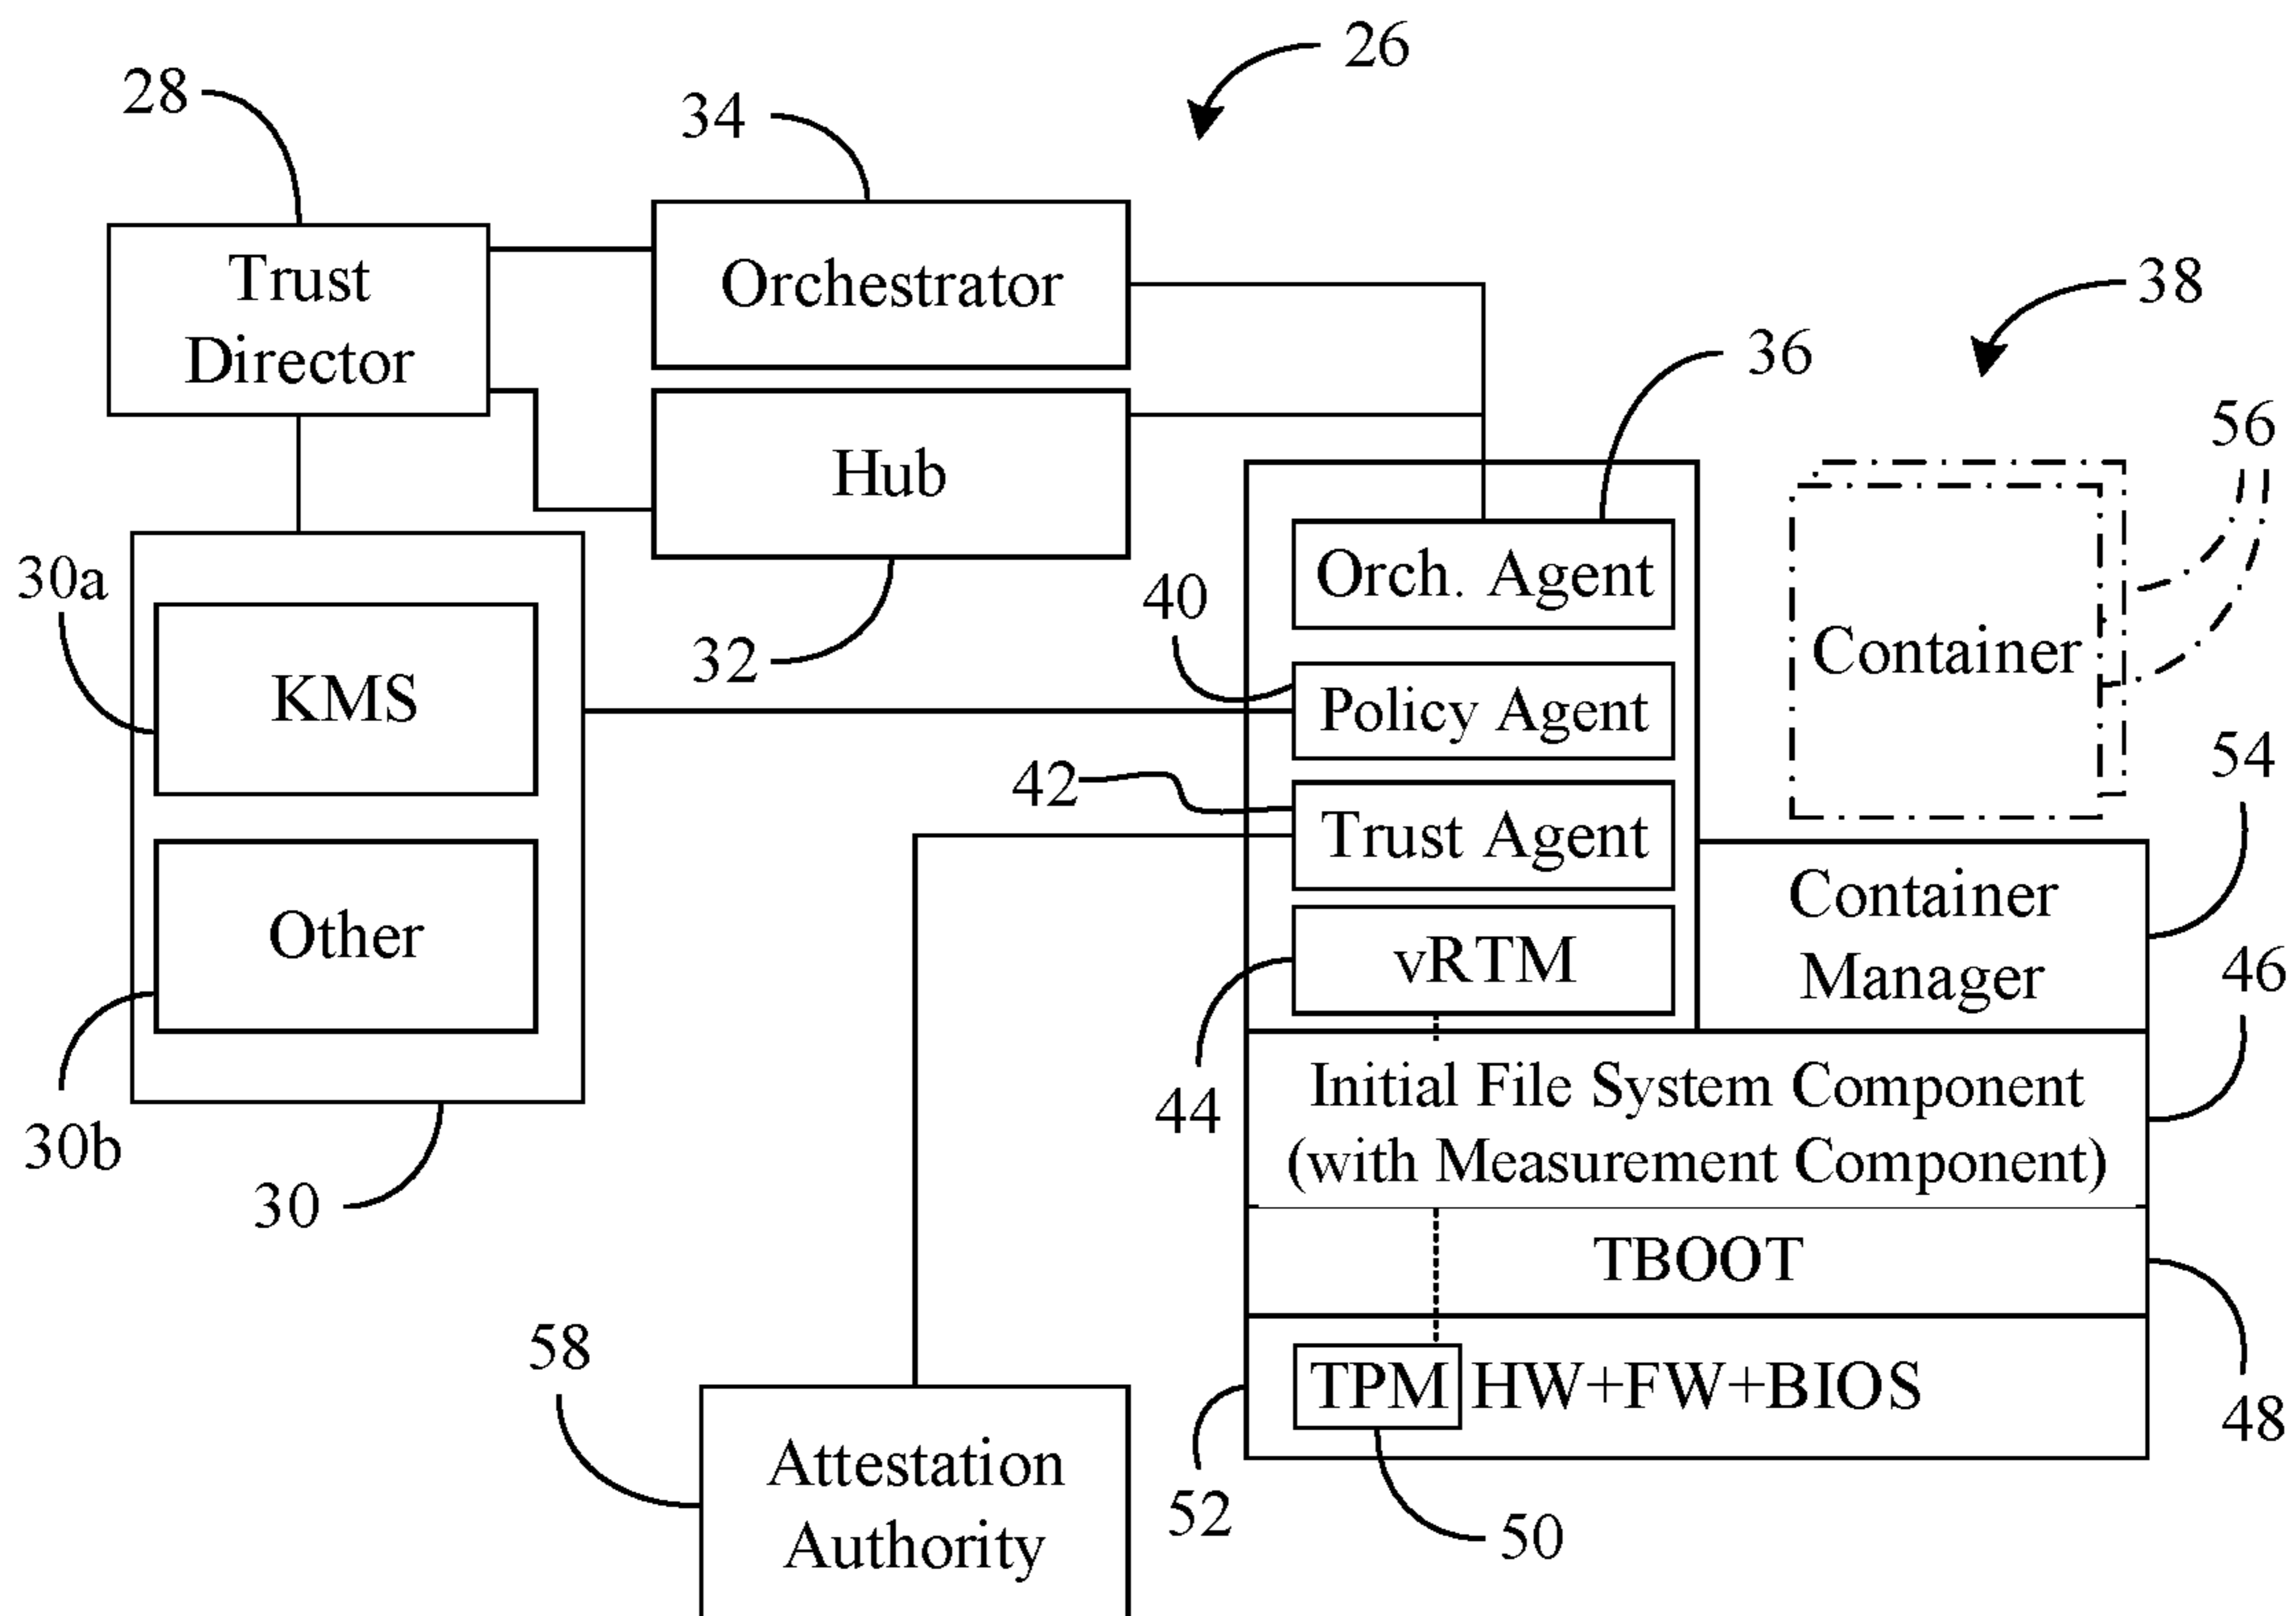 26
28
34
38
Trust
Director
Orchestrator
36
56
Hub
30a
Orch. Agent
40
Container
32
KMS
Policy Agent
54
42
Trust Agent
Container
Manager
Other
vRTM
46
44
Initial File System Component
(with Measurement Component)
30b
30
TBOOT
58
TPM
HW+FW+BIOS
48
Attestation
Authority
52
50